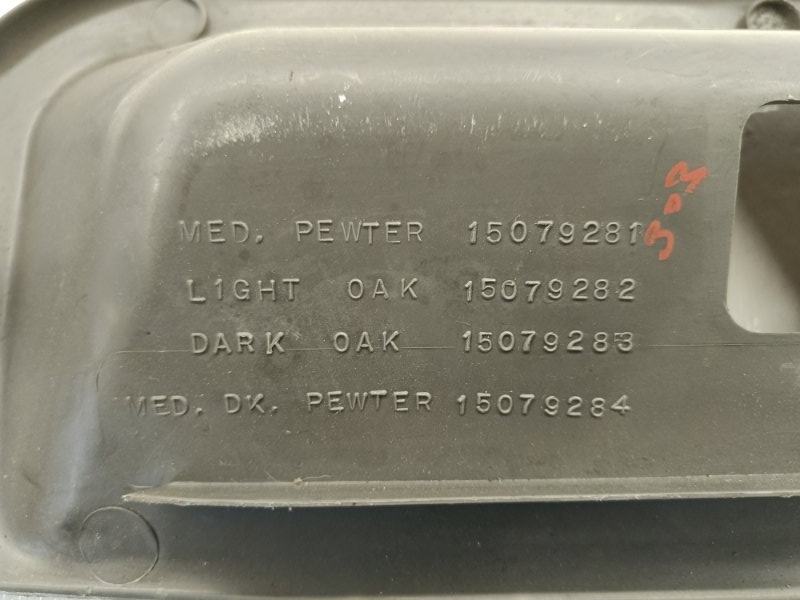 MED. PEWTER 15079281
LIGHT OAK 15079282
DARK OAK 15079283
MED. DK. PEWTER 15079284